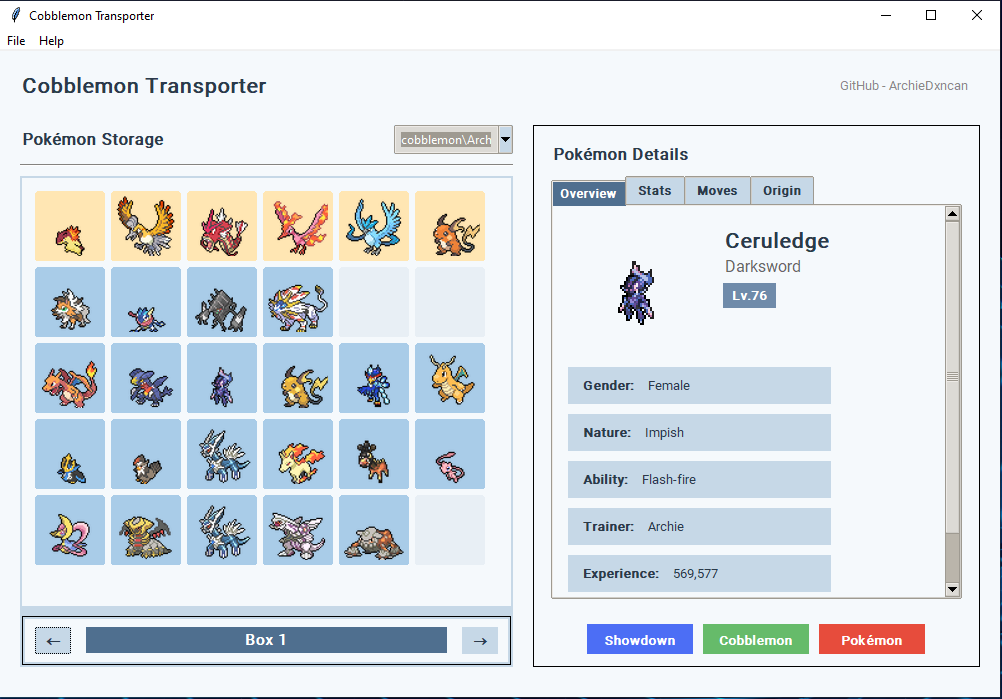 Cobblemon Transporter
File Help
Cobblemon Transporter
GitHub - ArchieDxncan
Pokémon Storage
cobblemon\Arch
Pokémon Details
Overview Stats Moves Origin
Ceruledge
Darksword
Lv.76
Gender: Female
Nature: Impish
Ability: Flash-fire
Trainer: Archie
Experience: 569,577
← Box 1 →
Showdown Cobblemon Pokémon